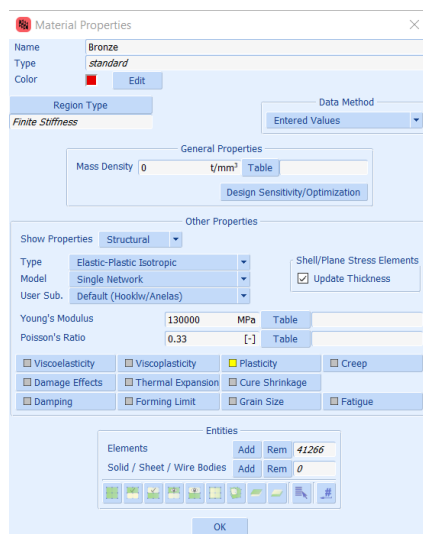 Material Properties
Name Bronze
Type standard
Color Edit
Region Type
Finite Stiffness
Data Method
Entered Values
General Properties
Mass Density 0 t/mm³ Table
Design Sensitivity/Optimization
Other Properties
Show Properties Structural
Type Elastic-Plastic Isotropic
Model Single Network
User Sub. Default (Hooklw/Anelas)
Shell/Plane Stress Elements
Update Thickness
Young's Modulus 130000 MPa Table
Poisson's Ratio 0.33 [-] Table
Viscoelasticity Viscoplasticity Plasticity Creep
Damage Effects Thermal Expansion Cure Shrinkage
Damping Forming Limit Grain Size Fatigue
Entities
Elements Add Rem 41266
Solid / Sheet / Wire Bodies Add Rem 0
#
OK